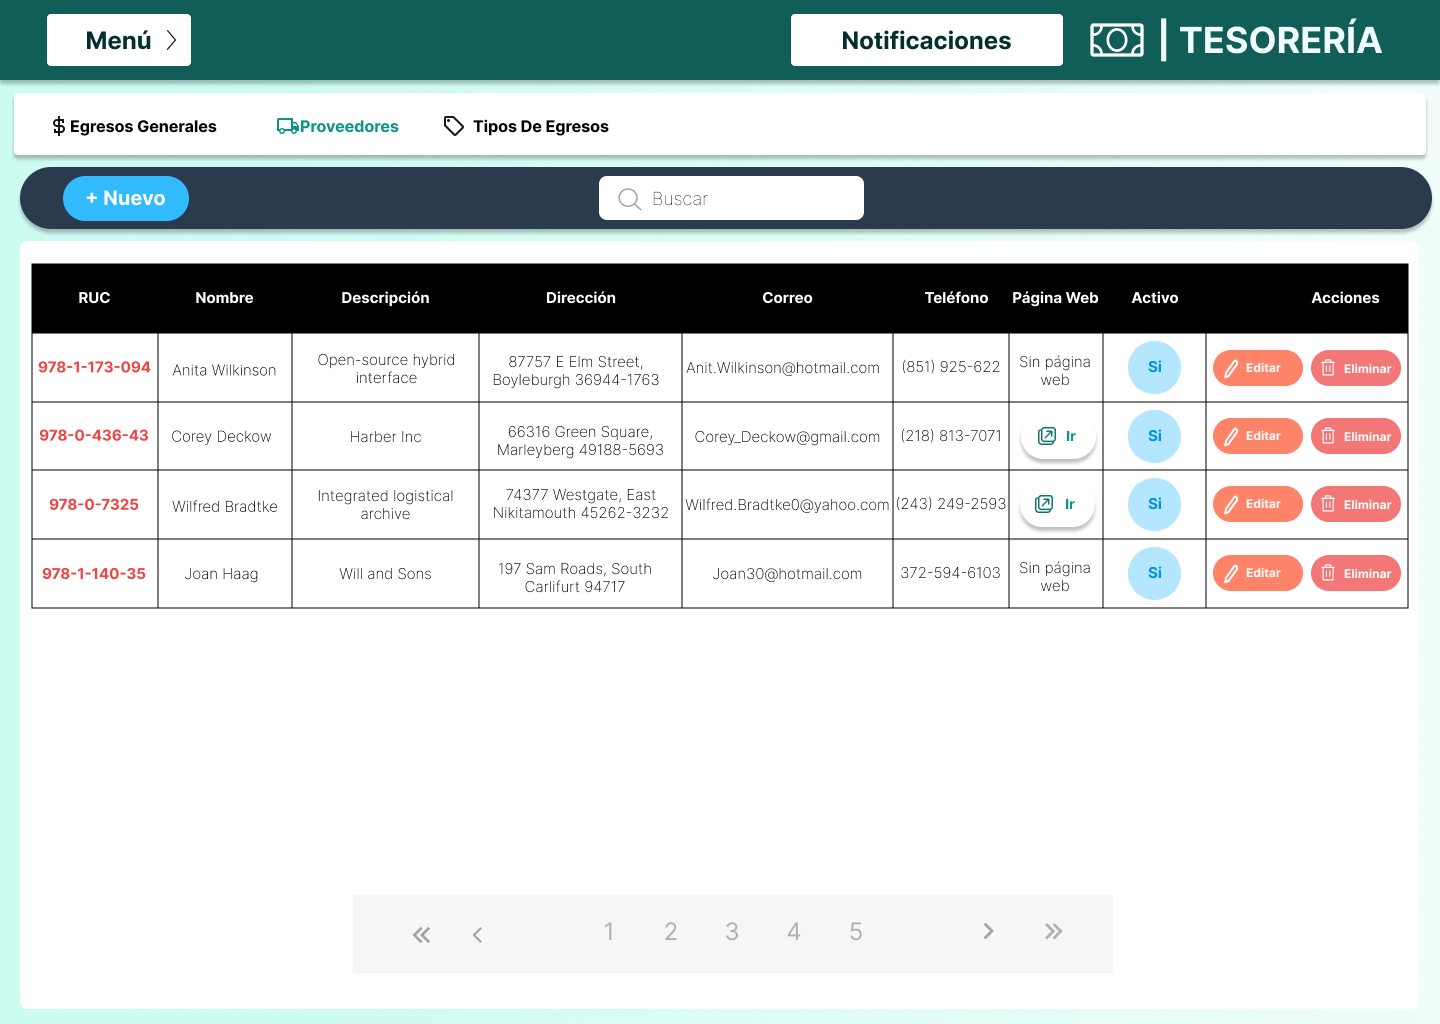 Menú
Notificaciones
| TESORERÍA
Egresos Generales
Proveedores
Tipos De Egresos
+ Nuevo
Buscar
RUC Nombre Descripción Dirección Correo Teléfono Página Web Activo Acciones
978-1-173-094 Anita Wilkinson Open-source hybrid interface 87757 E Elm Street, Boyleburgh 36944-1763 Anit.Wilkinson@hotmail.com (851) 925-622 Sin página web Si Editar Eliminar
978-0-436-43 Corey Deckow Harber Inc 66316 Green Square, Marleyberg 49188-5693 Corey_Deckow@gmail.com (218) 813-7071 Ir Si Editar Eliminar
978-0-7325 Wilfred Bradtke Integrated logistical archive 74377 Westgate, East Nikitamouth 45262-3232 Wilfred.Bradtke0@yahoo.com (243) 249-2593 Ir Si Editar Eliminar
978-1-140-35 Joan Haag Will and Sons 197 Sam Roads, South Carlifurt 94717 Joan30@hotmail.com 372-594-6103 Sin página web Si Editar Eliminar
1 2 3 4 5